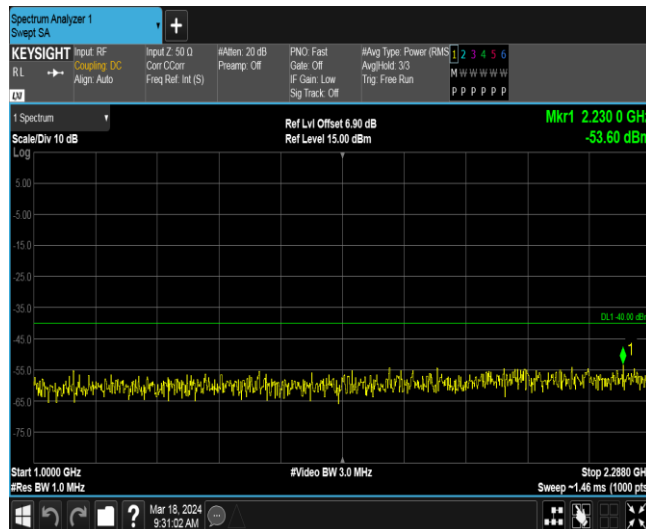 Spectrum Analyzer 1
Swept SA
+
KEYSIGHT Input: RF Input Z: 50 Ω #Atten: 20 dB PNO: Fast #Avg Type: Power (RMS 1 2 3 4 5 6
RL Coupling: DC Corr CCorr Preamp: Off Gate: Off Avg|Hold: 3/3 M W W W W W
Align: Auto Freq Ref: Int (S) IF Gain: Low Trig: Free Run
LXI Sig Track: Off P P P P P P
1 Spectrum Ref Lvl Offset 6.90 dB Mkr1 2.230 0 GHz
Scale/Div 10 dB Ref Level 15.00 dBm -53.60 dBm
Log
5.00
-5.00
-15.0
-25.0
-35.0
DL1 -40.00 dBm
-45.0
1
-55.0
-65.0
-75.0
Start 1.0000 GHz #Video BW 3.0 MHz Stop 2.2880 GHz
#Res BW 1.0 MHz Sweep ~1.46 ms (1000 pts)
? Mar 18, 2024
9:31:02 AM